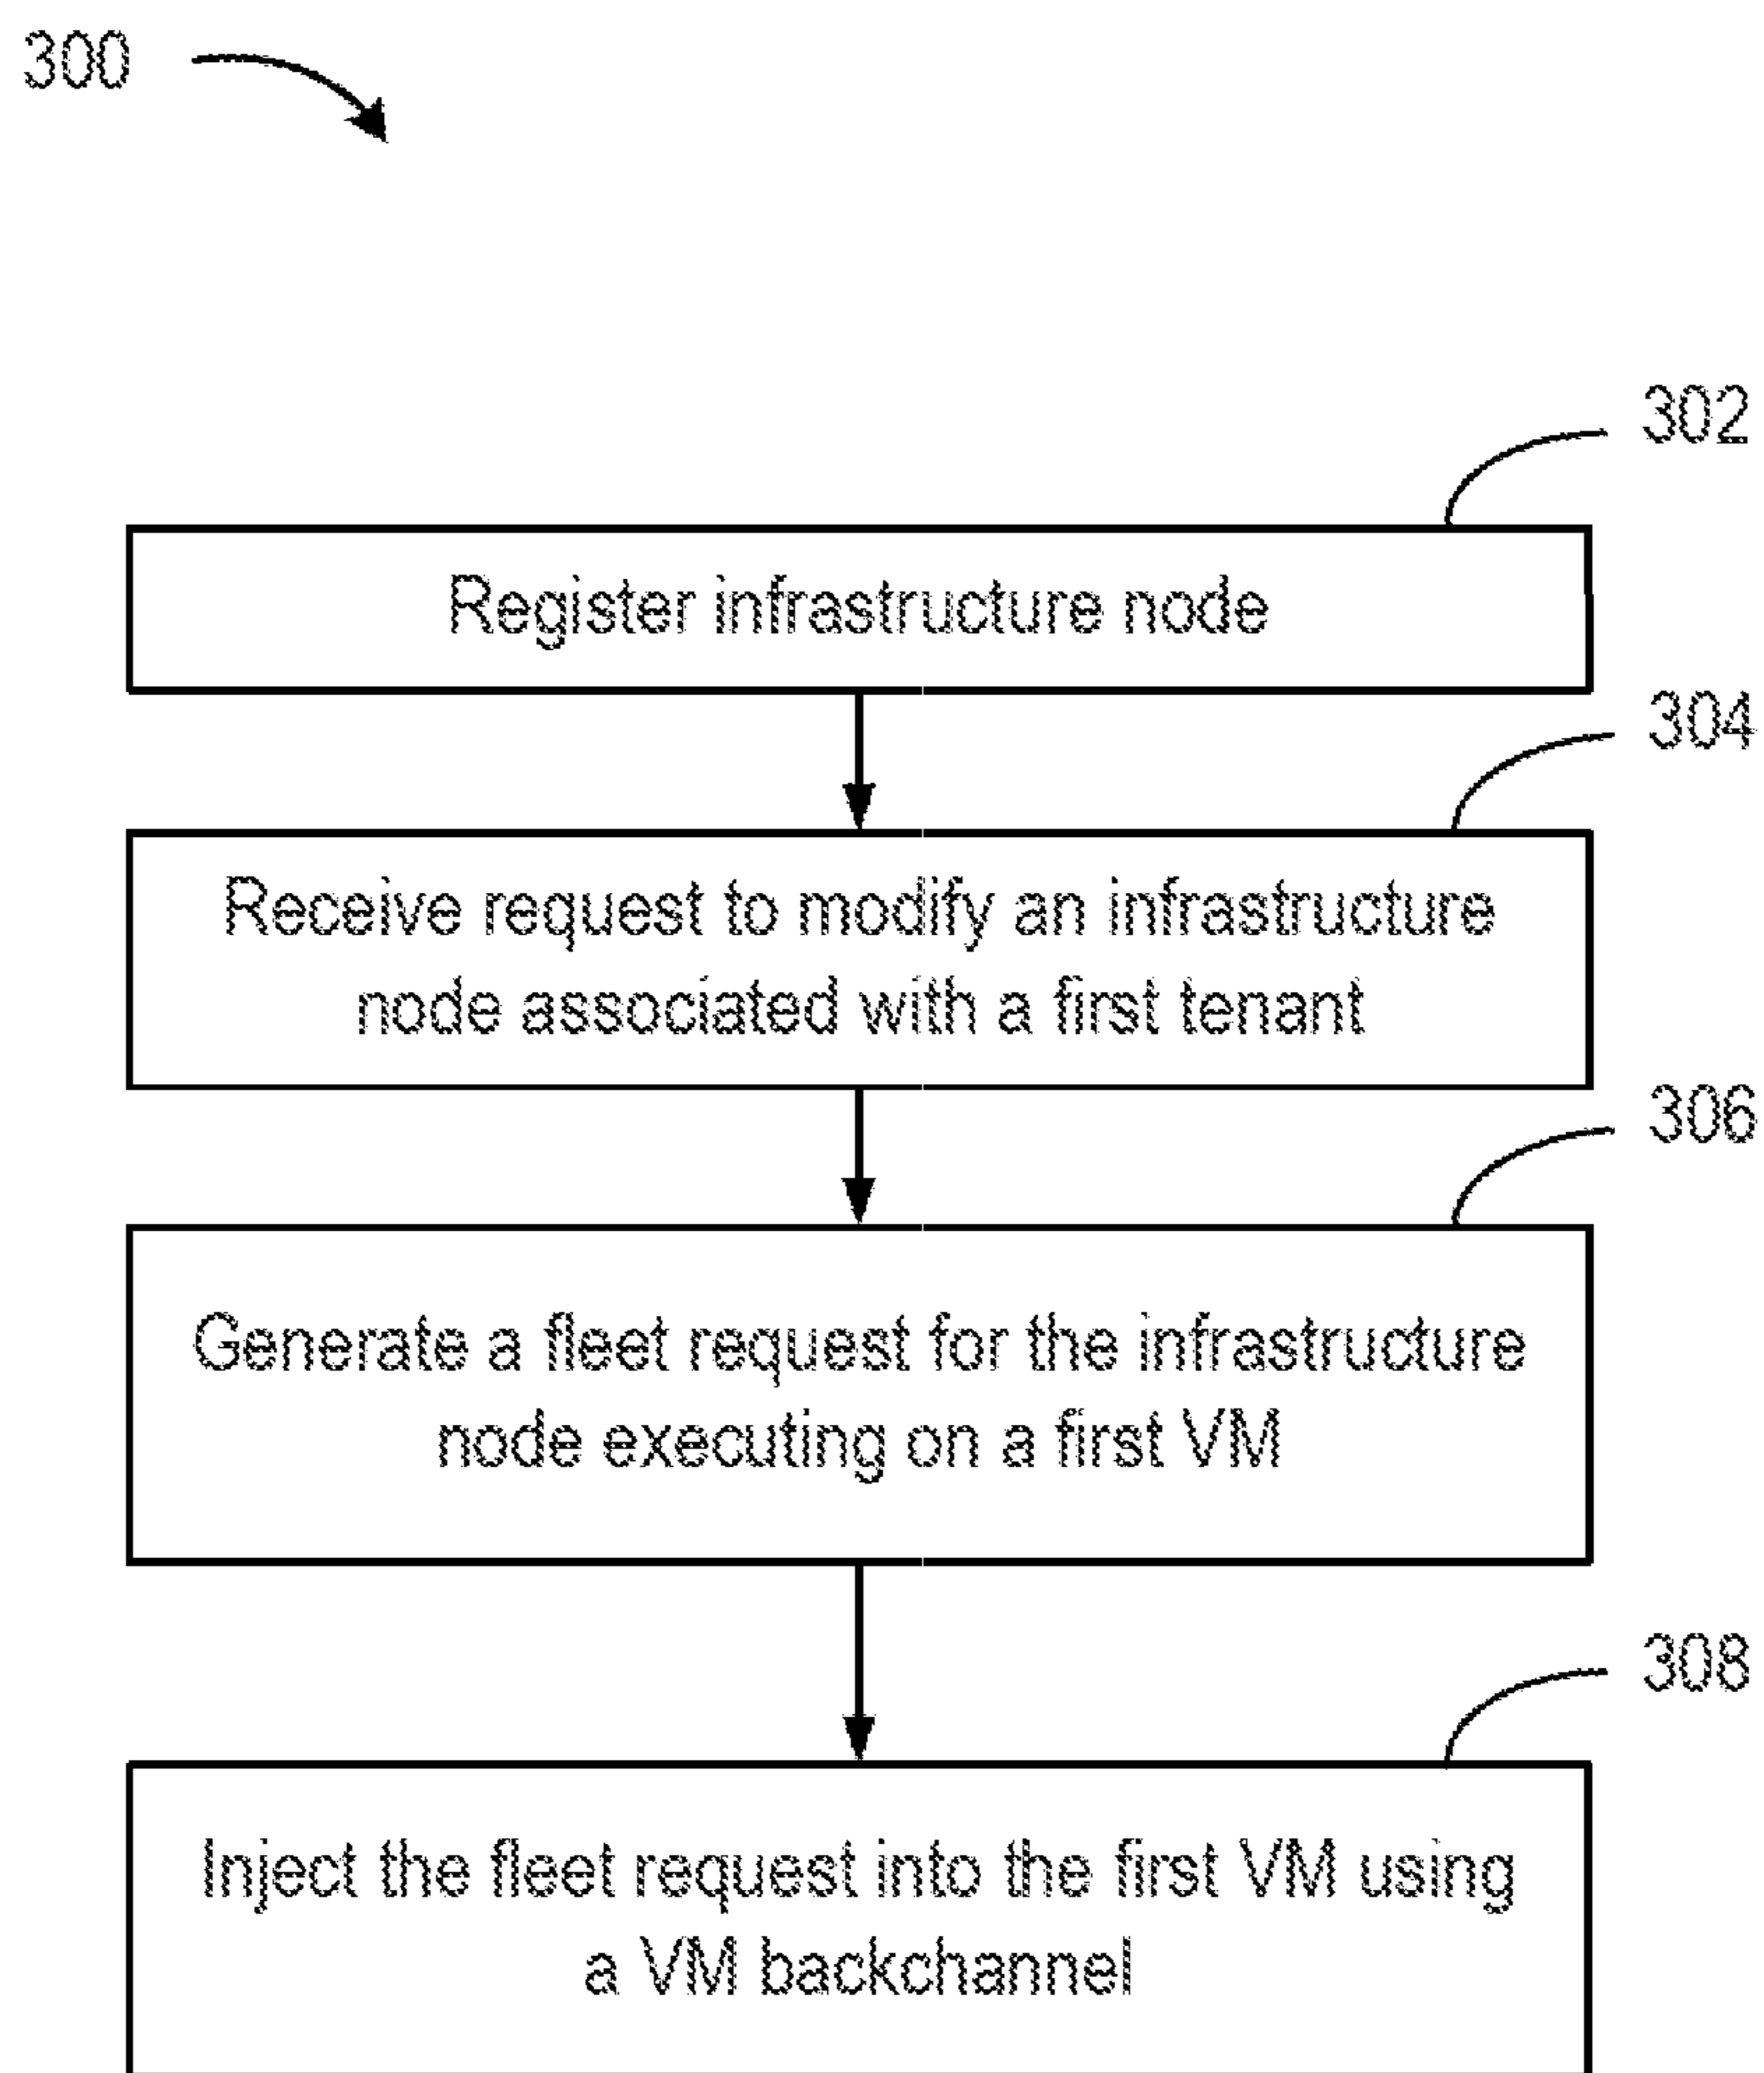 300
302
Register infrastructure node
304
Receive request to modify an infrastructure
node associated with a first tenant
306
Generate a fleet request for the infrastructure
node executing on a first VM
308
Inject the fleet request into the first VM using
a VM backchannel